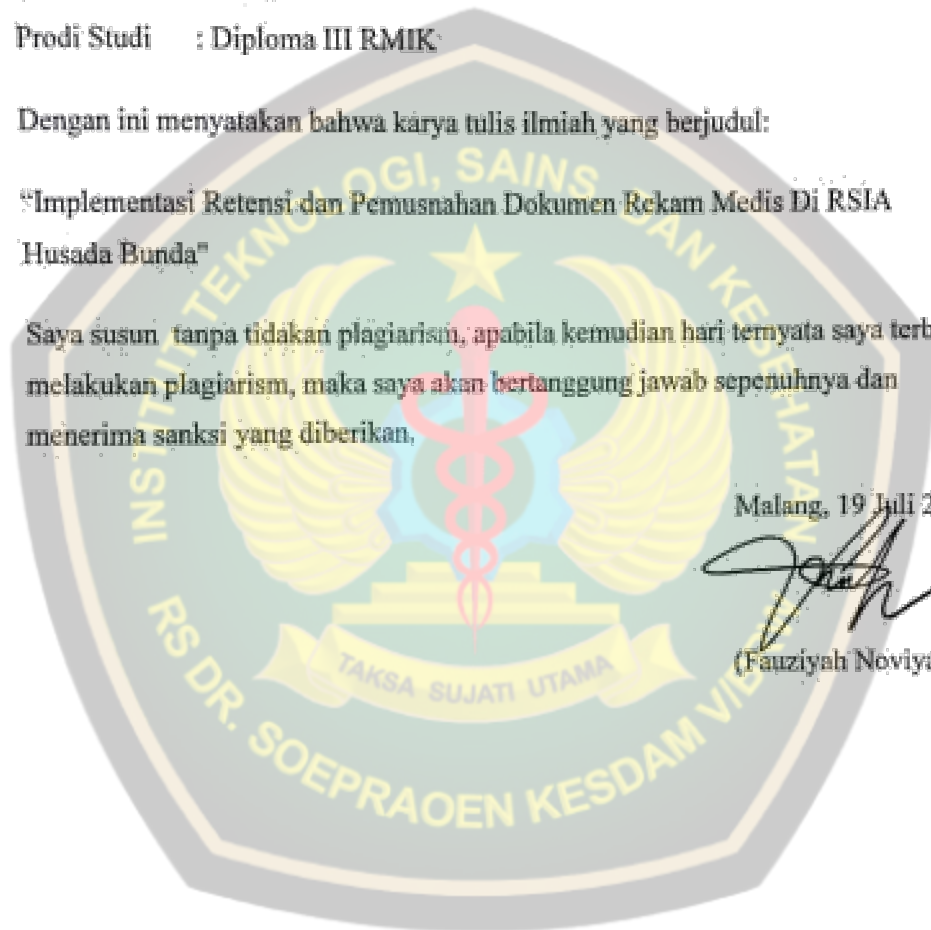 Prodi Studi : Diploma III RMIK
Dengan ini menyatakan bahwa karya tulis ilmiah yang berjudul:
“Implementasi Retensi dan Pemusnahan Dokumen Rekam Medis Di RSIA
Husada Bunda"
Saya susun tanpa tidakan plagiarism, apabila kemudian hari ternyata saya terb
melakukan plagiarism, maka saya akan bertanggung jawab sepenuhnya dan
menerima sanksi yang diberikan.
Malang, 19 Juli 2
(Fauziyah Noviya
INSTITUT TEKNOLOGI, SAINS, DAN KESEHATAN
TAKSA SUJATI UTAMA
RS DR. SOEPRAOEN KESDAM V/BRW